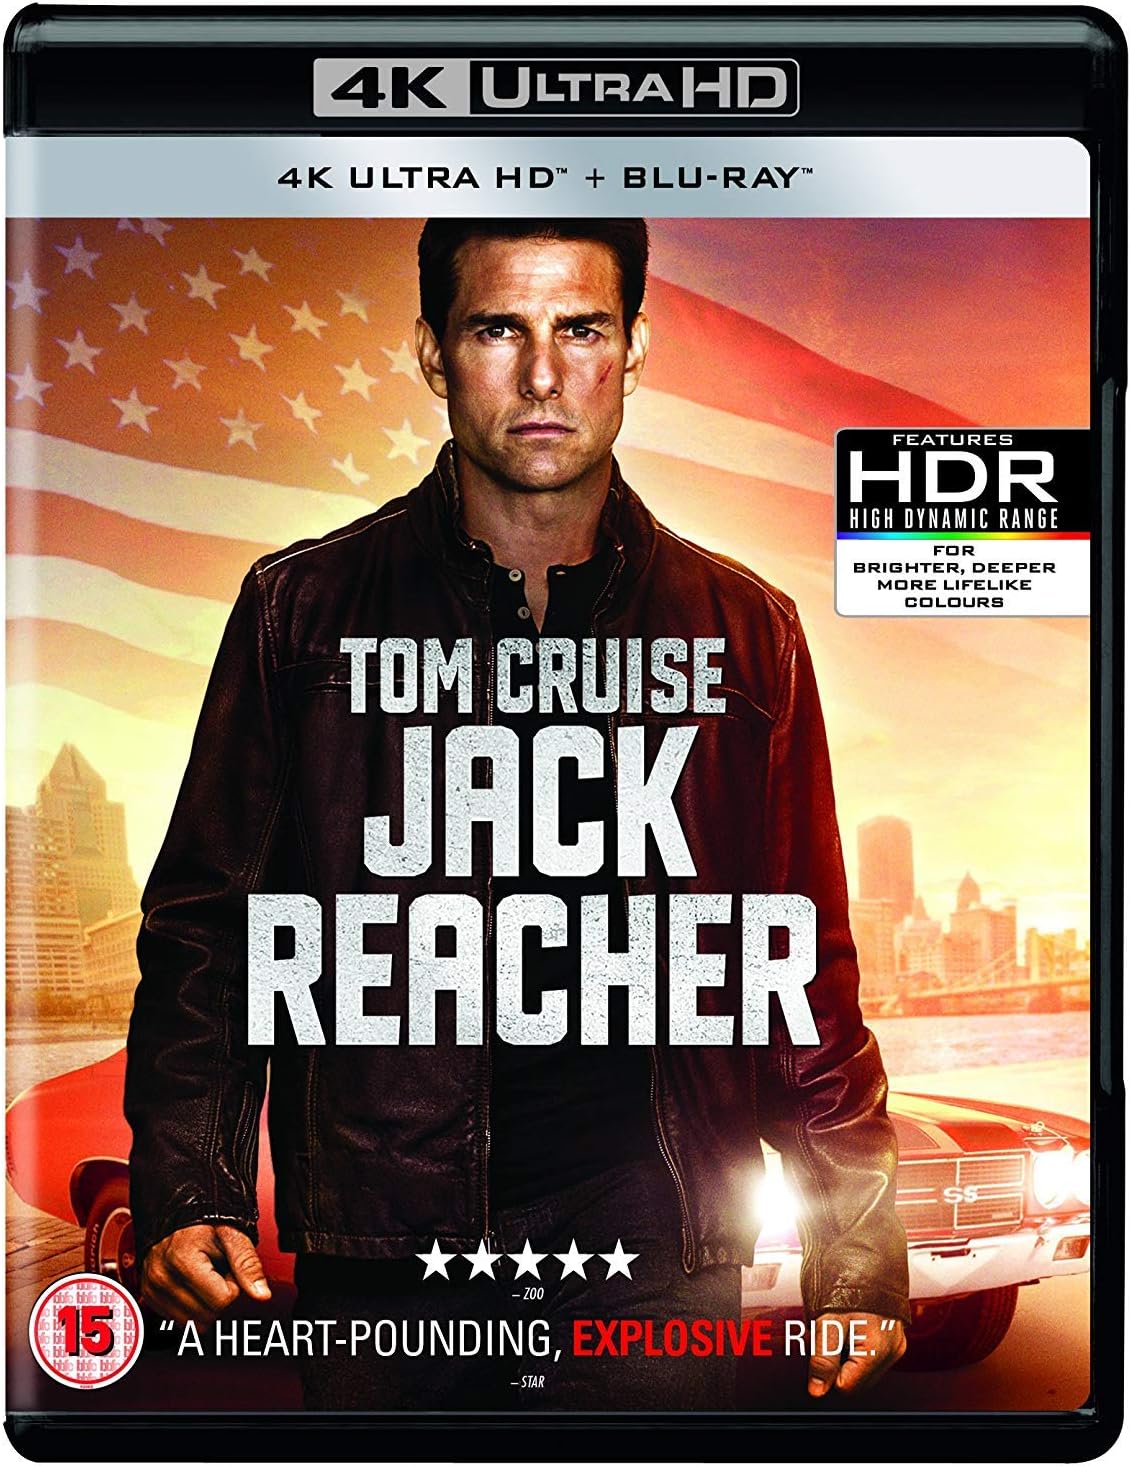 4K ULTRA HD
4K ULTRA HD™ + BLU-RAY™
FEATURES
HDR
HIGH DYNAMIC RANGE
FOR
BRIGHTER, DEEPER
MORE LIFELIKE
COLOURS
TOM CRUISE
JACK
REACHER
SS
★★★★★
– ZOO
15
“A HEART-POUNDING, EXPLOSIVE RIDE.”
– STAR